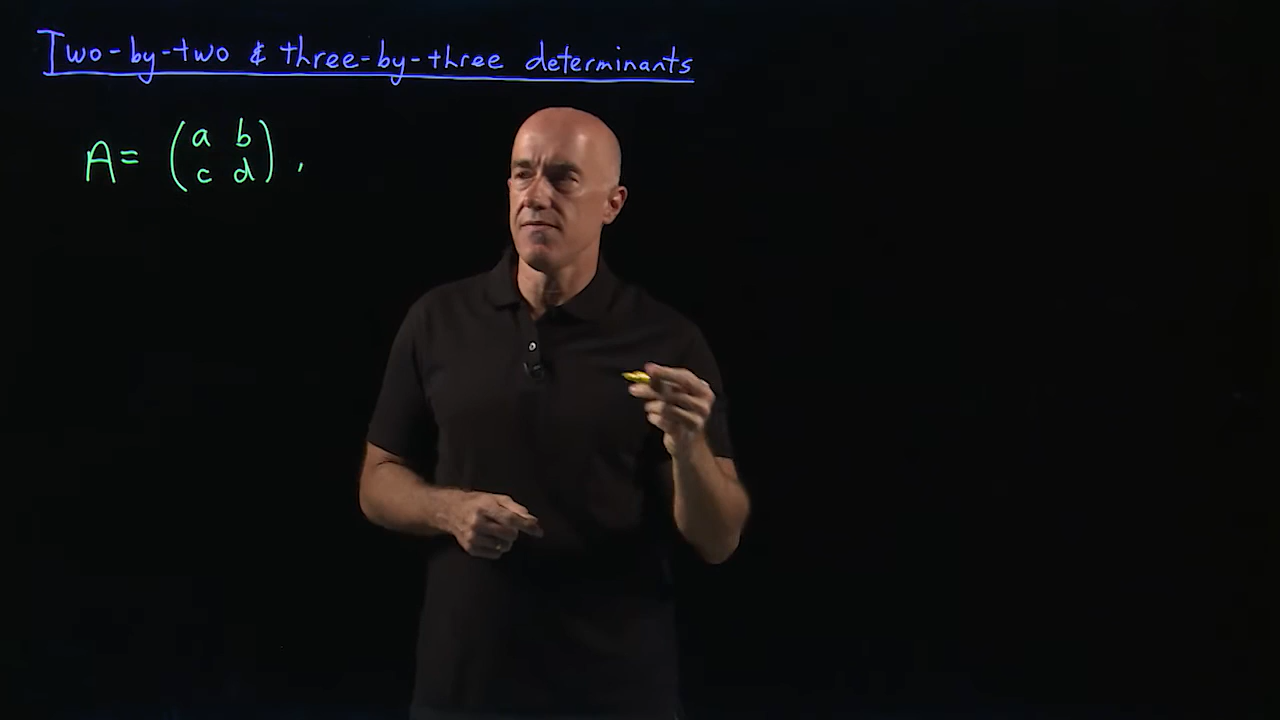 Two-by-two & three-by-three determinants
A = ( a b
c d ) ,